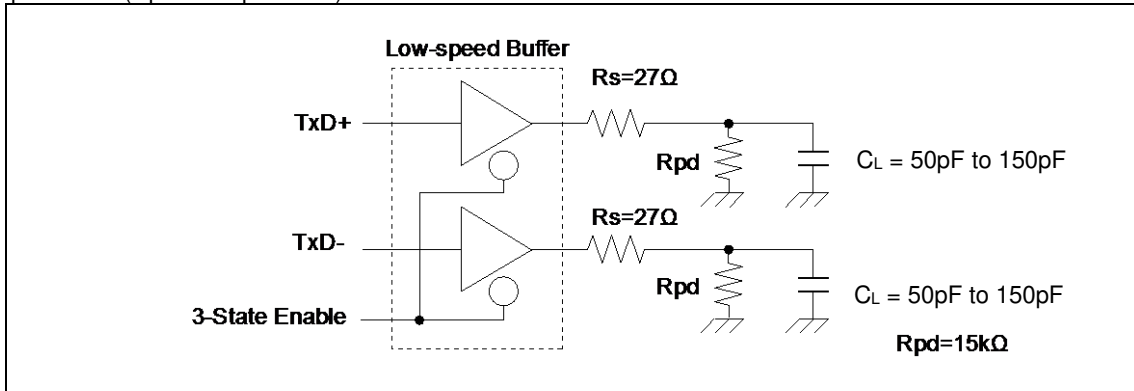 Low-speed Buffer
Rs=27Ω
TxD+
Rpd
CL = 50pF to 150pF
Rs=27Ω
TxD-
Rpd
CL = 50pF to 150pF
3-State Enable
Rpd=15kΩ